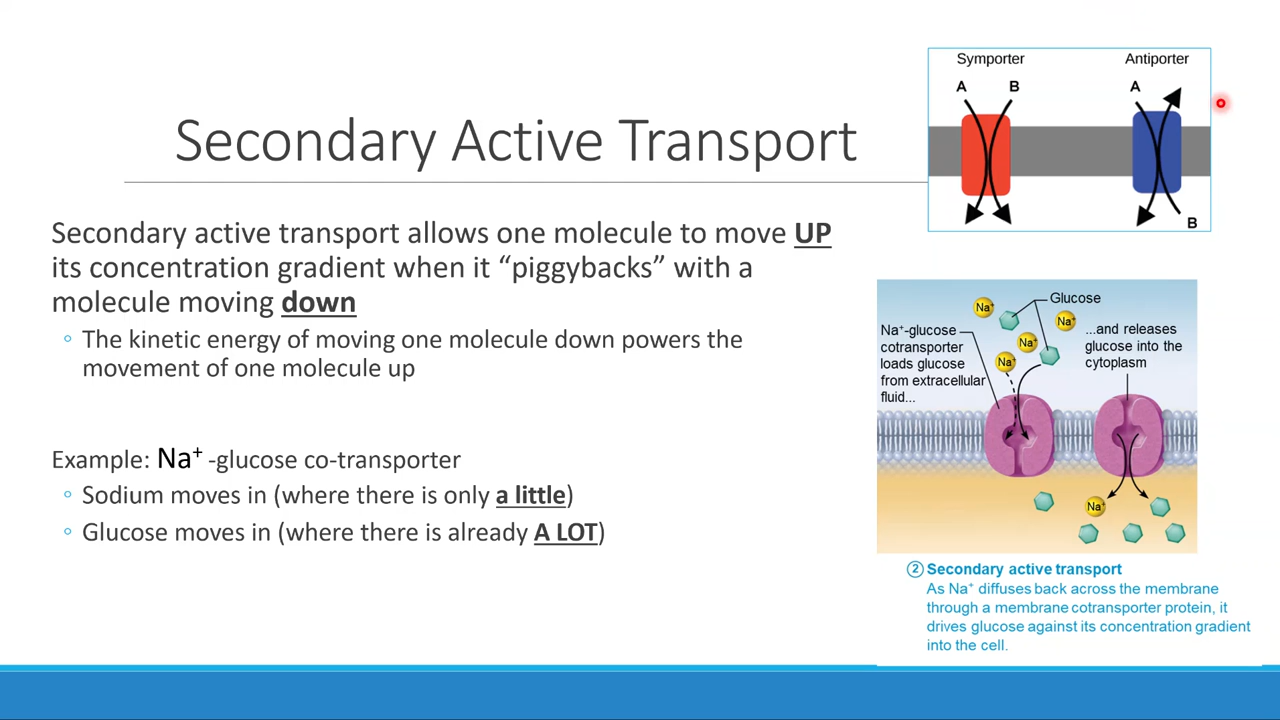 Secondary Active Transport
Secondary active transport allows one molecule to move UP
its concentration gradient when it “piggybacks” with a
molecule moving down
The kinetic energy of moving one molecule down powers the
movement of one molecule up
Example: Na⁺ -glucose co-transporter
Sodium moves in (where there is only a little)
Glucose moves in (where there is already A LOT)
Symporter
Antiporter
A
B
A
B
Na⁺
Glucose
Na⁺
Na⁺
Na⁺
Na⁺-glucose
cotransporter
loads glucose
from extracellular
fluid...
...and releases
glucose into the
cytoplasm
Na⁺
② Secondary active transport
As Na⁺ diffuses back across the membrane
through a membrane cotransporter protein, it
drives glucose against its concentration gradient
into the cell.